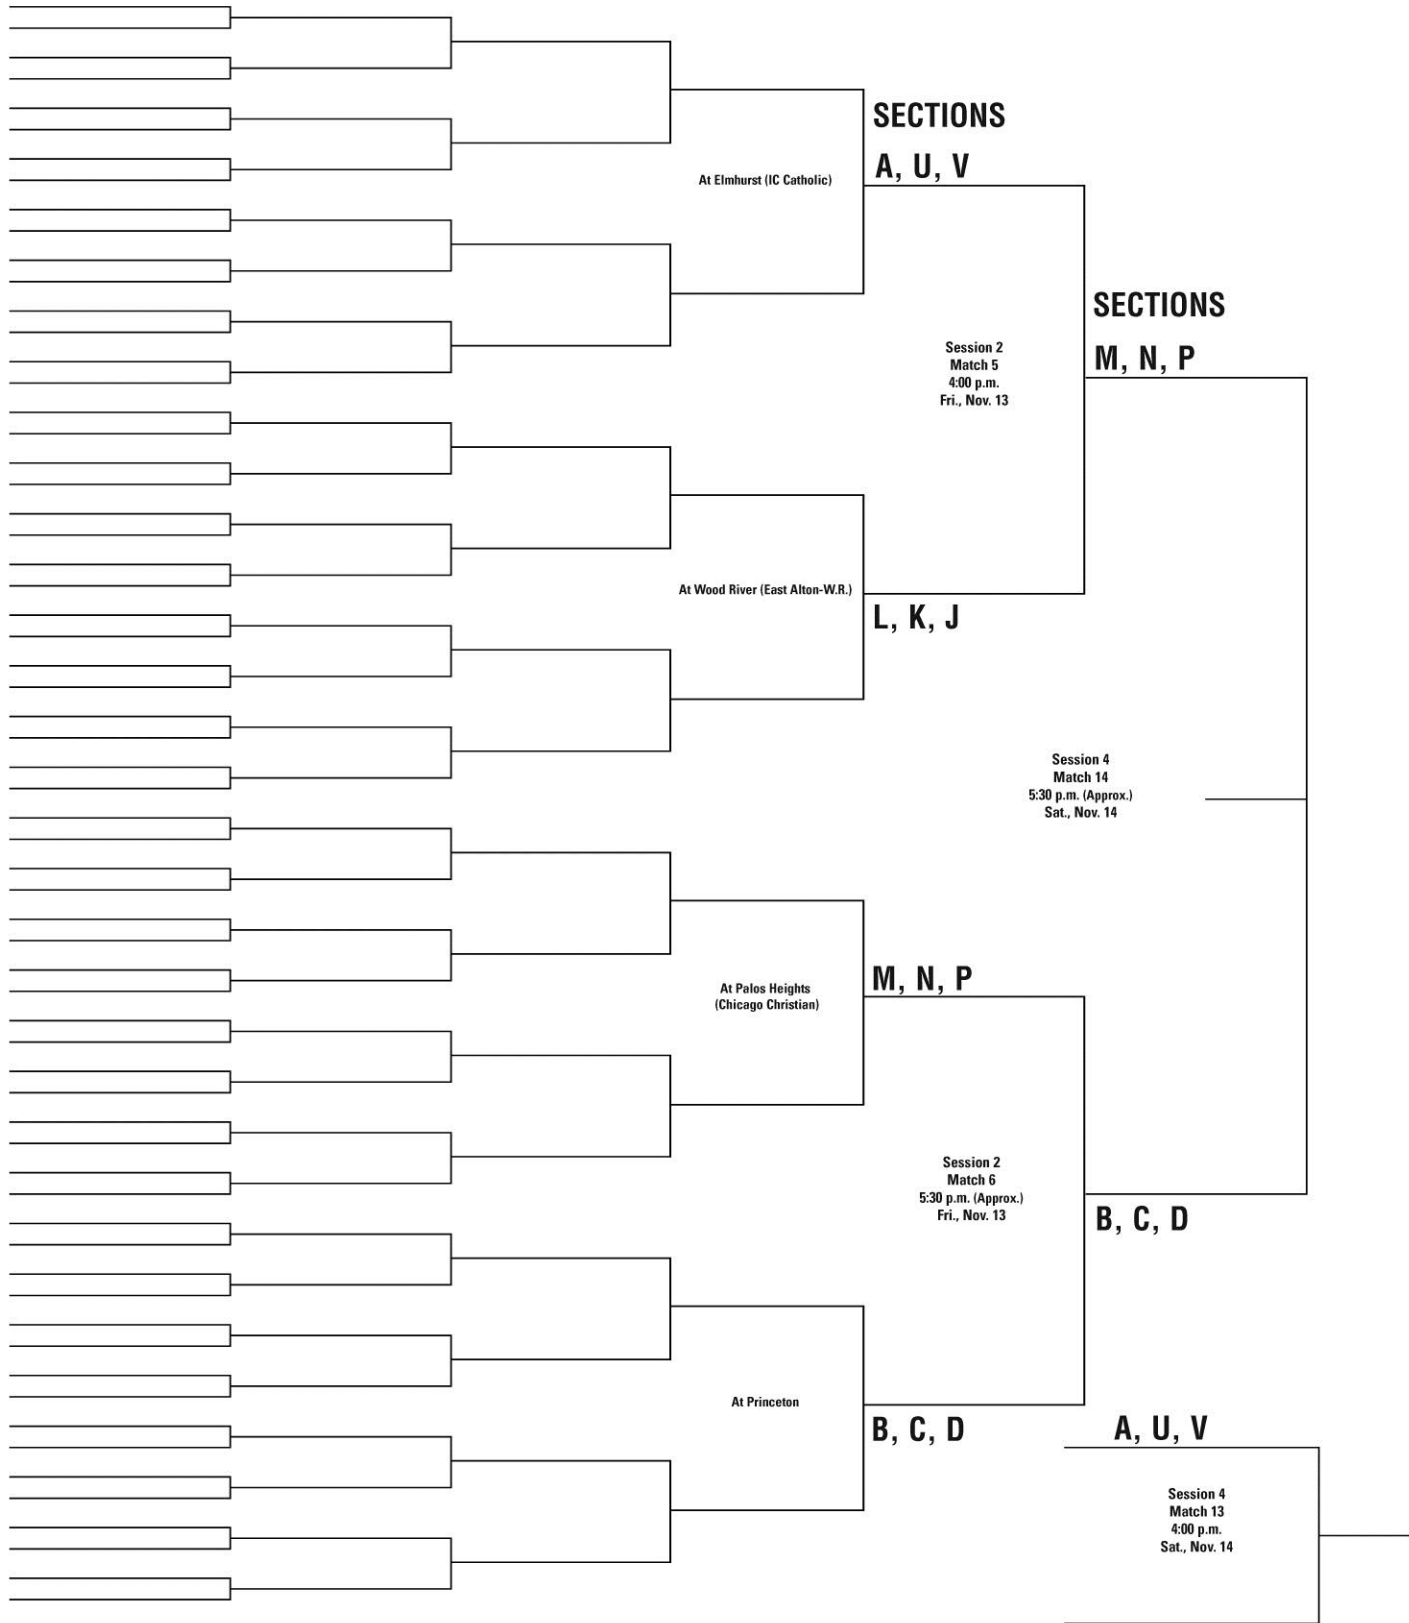 SECTIONS
A, U, V
At Elmhurst (IC Catholic)
SECTIONS
M, N, P
Session 2
Match 5
4:00 p.m.
Fri., Nov. 13
At Wood River (East Alton-W.R.)
L, K, J
Session 4
Match 14
5:30 p.m. (Approx.)
Sat., Nov. 14
M, N, P
At Palos Heights
(Chicago Christian)
Session 2
Match 6
5:30 p.m. (Approx.)
Fri., Nov. 13
B, C, D
At Princeton
B, C, D
A, U, V
Session 4
Match 13
4:00 p.m.
Sat., Nov. 14